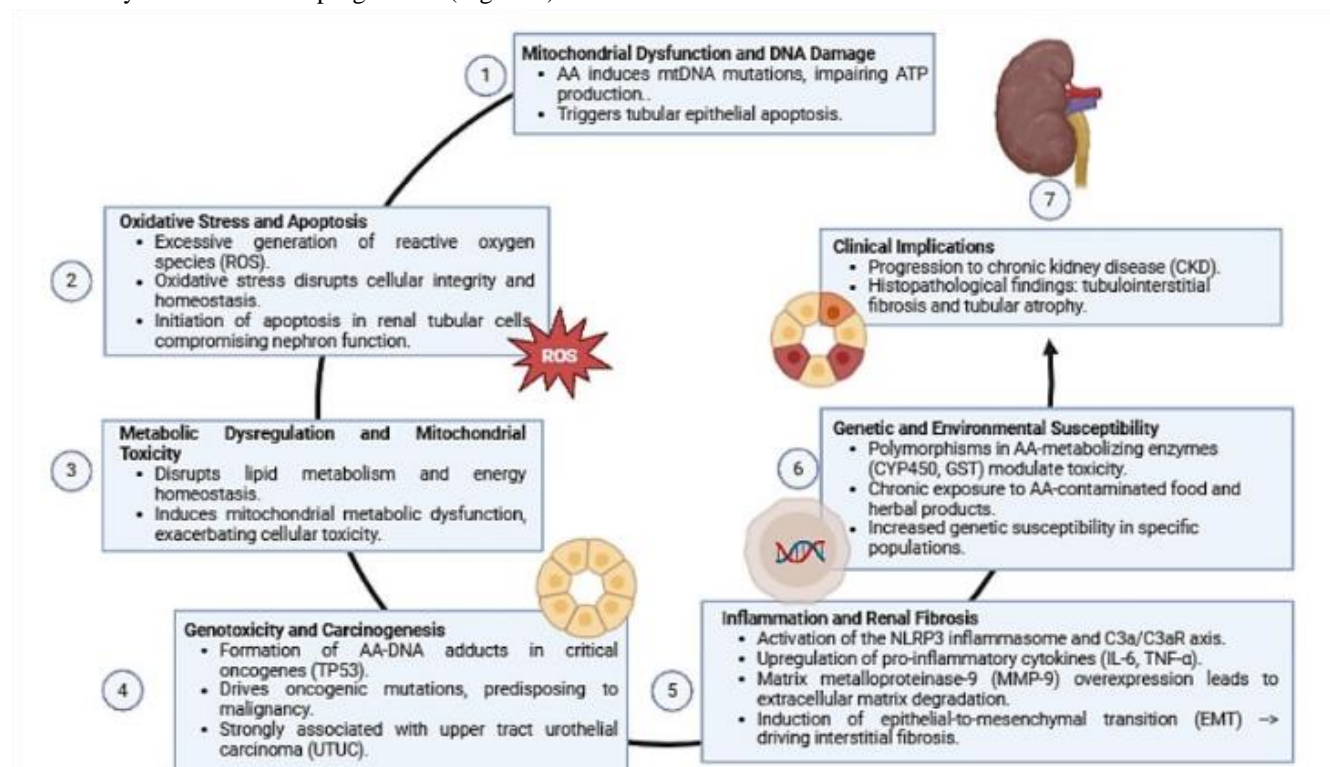 1
Mitochondrial Dysfunction and DNA Damage
• AA induces mtDNA mutations, impairing ATP
production..
• Triggers tubular epithelial apoptosis.
2
Oxidative Stress and Apoptosis
• Excessive generation of reactive oxygen
species (ROS).
• Oxidative stress disrupts cellular integrity and
homeostasis.
• Initiation of apoptosis in renal tubular cells
compromising nephron function.
ROS
3
Metabolic Dysregulation and Mitochondrial
Toxicity
• Disrupts lipid metabolism and energy
homeostasis.
• Induces mitochondrial metabolic dysfunction,
exacerbating cellular toxicity.
4
Genotoxicity and Carcinogenesis
• Formation of AA-DNA adducts in critical
oncogenes (TP53).
• Drives oncogenic mutations, predisposing to
malignancy.
• Strongly associated with upper tract urothelial
carcinoma (UTUC).
5
Inflammation and Renal Fibrosis
• Activation of the NLRP3 inflammasome and C3a/C3aR axis.
• Upregulation of pro-inflammatory cytokines (IL-6, TNF-α).
• Matrix metalloproteinase-9 (MMP-9) overexpression leads to
extracellular matrix degradation.
• Induction of epithelial-to-mesenchymal transition (EMT) –>
driving interstitial fibrosis.
6
Genetic and Environmental Susceptibility
• Polymorphisms in AA-metabolizing enzymes
(CYP450, GST) modulate toxicity.
• Chronic exposure to AA-contaminated food and
herbal products.
• Increased genetic susceptibility in specific
populations.
7
Clinical Implications
• Progression to chronic kidney disease (CKD).
• Histopathological findings: tubulointerstitial
fibrosis and tubular atrophy.